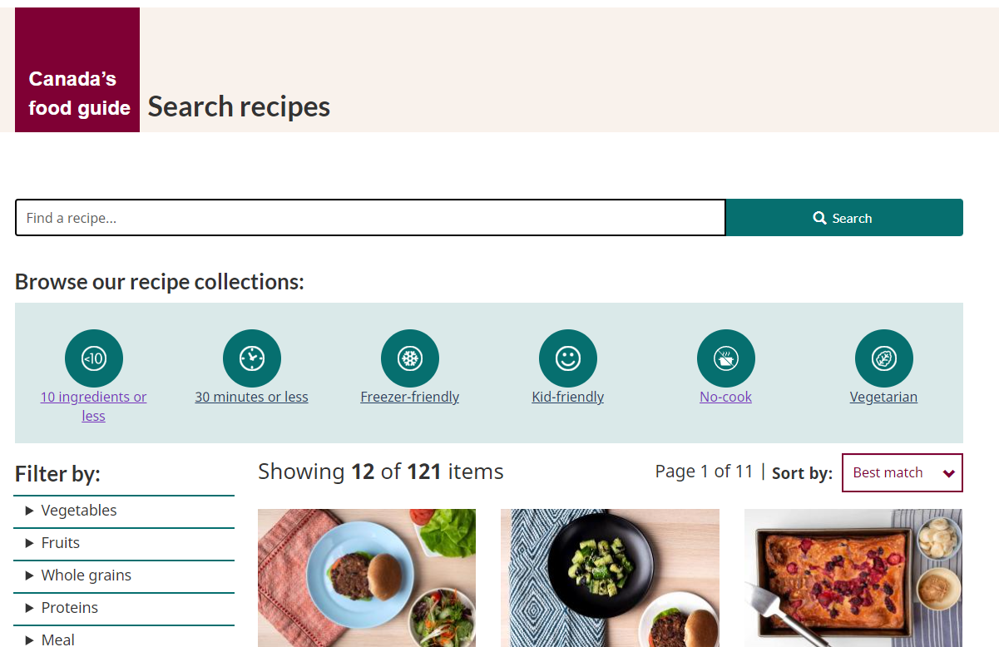 Canada’s
food guide
Search recipes
Find a recipe...
Search
Browse our recipe collections:
<10
10 ingredients or
less
30 minutes or less
Freezer-friendly
Kid-friendly
No-cook
Vegetarian
Filter by:
Showing 12 of 121 items
Page 1 of 11 | Sort by:
Best match
Vegetables
Fruits
Whole grains
Proteins
Meal